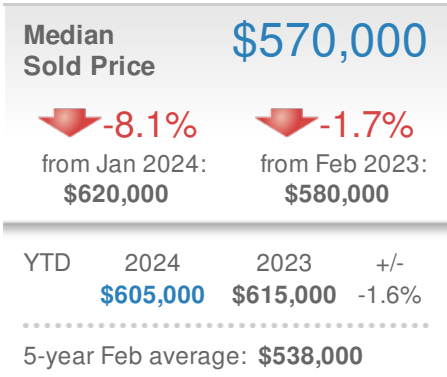 Median
Sold Price
$570,000
-8.1%
from Jan 2024:
$620,000
-1.7%
from Feb 2023:
$580,000
YTD 2024 2023 +/-
$605,000 $615,000 -1.6%
5-year Feb average: $538,000